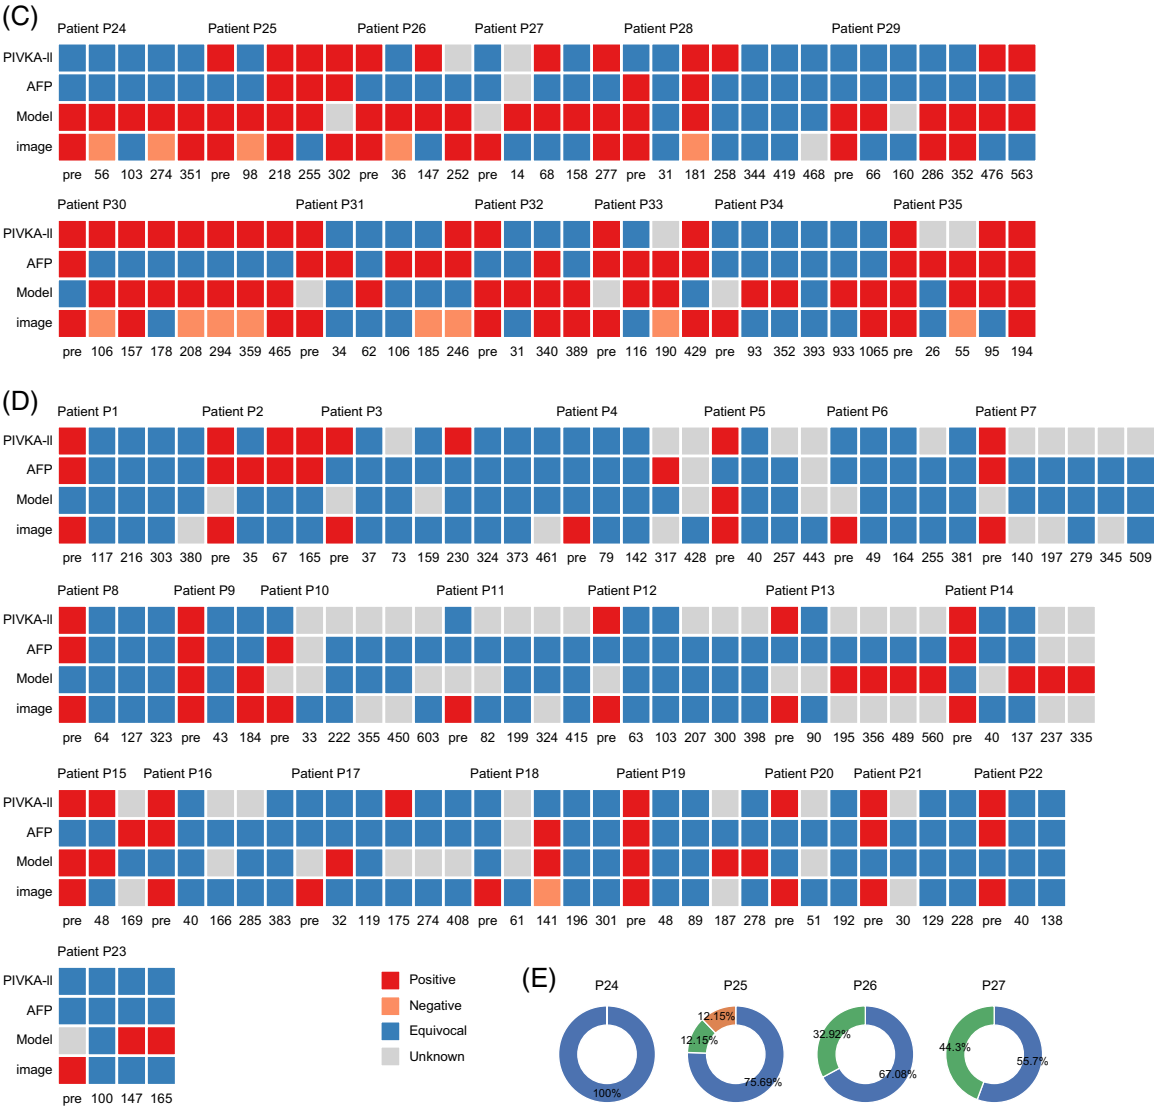 (C)
Patient P24 Patient P25 Patient P26 Patient P27 Patient P28 Patient P29
PIVKA-II
AFP
Model
image
pre 56 103 274 351 pre 98 218 255 302 pre 36 147 252 pre 14 68 158 277 pre 31 181 258 344 419 468 pre 66 160 286 352 476 563
Patient P30 Patient P31 Patient P32 Patient P33 Patient P34 Patient P35
PIVKA-II
AFP
Model
image
pre 106 157 178 208 294 359 465 pre 34 62 106 185 246 pre 31 340 389 pre 116 190 429 pre 93 352 393 933 1065 pre 26 55 95 194
(D)
Patient P1 Patient P2 Patient P3 Patient P4 Patient P5 Patient P6 Patient P7
PIVKA-II
AFP
Model
image
pre 117 216 303 380 pre 35 67 165 pre 37 73 159 230 324 373 461 pre 79 142 317 428 pre 40 257 443 pre 49 164 255 381 pre 140 197 279 345 509
Patient P8 Patient P9 Patient P10 Patient P11 Patient P12 Patient P13 Patient P14
PIVKA-II
AFP
Model
image
pre 64 127 323 pre 43 184 pre 33 222 355 450 603 pre 82 199 324 415 pre 63 103 207 300 398 pre 90 195 356 489 560 pre 40 137 237 335
Patient P15 Patient P16 Patient P17 Patient P18 Patient P19 Patient P20 Patient P21 Patient P22
PIVKA-II
AFP
Model
image
pre 48 169 pre 40 166 285 383 pre 32 119 175 274 408 pre 61 141 196 301 pre 48 89 187 278 pre 51 192 pre 30 129 228 pre 40 138
Patient P23
PIVKA-II
AFP
Model
image
pre 100 147 165
Positive
Negative
Equivocal
Unknown
(E)
P24 P25 P26 P27
100%
12.15%
12.15%
75.69%
32.92%
67.08%
44.3%
55.7%